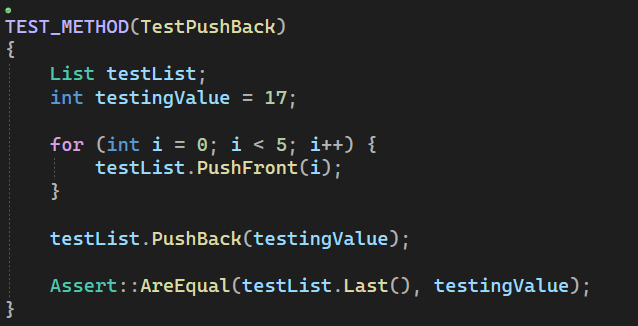 TEST_METHOD(TestPushBack)
{
    List testList;
    int testingValue = 17;

    for (int i = 0; i < 5; i++) {
        testList.PushFront(i);
    }

    testList.PushBack(testingValue);

    Assert::AreEqual(testList.Last(), testingValue);
}